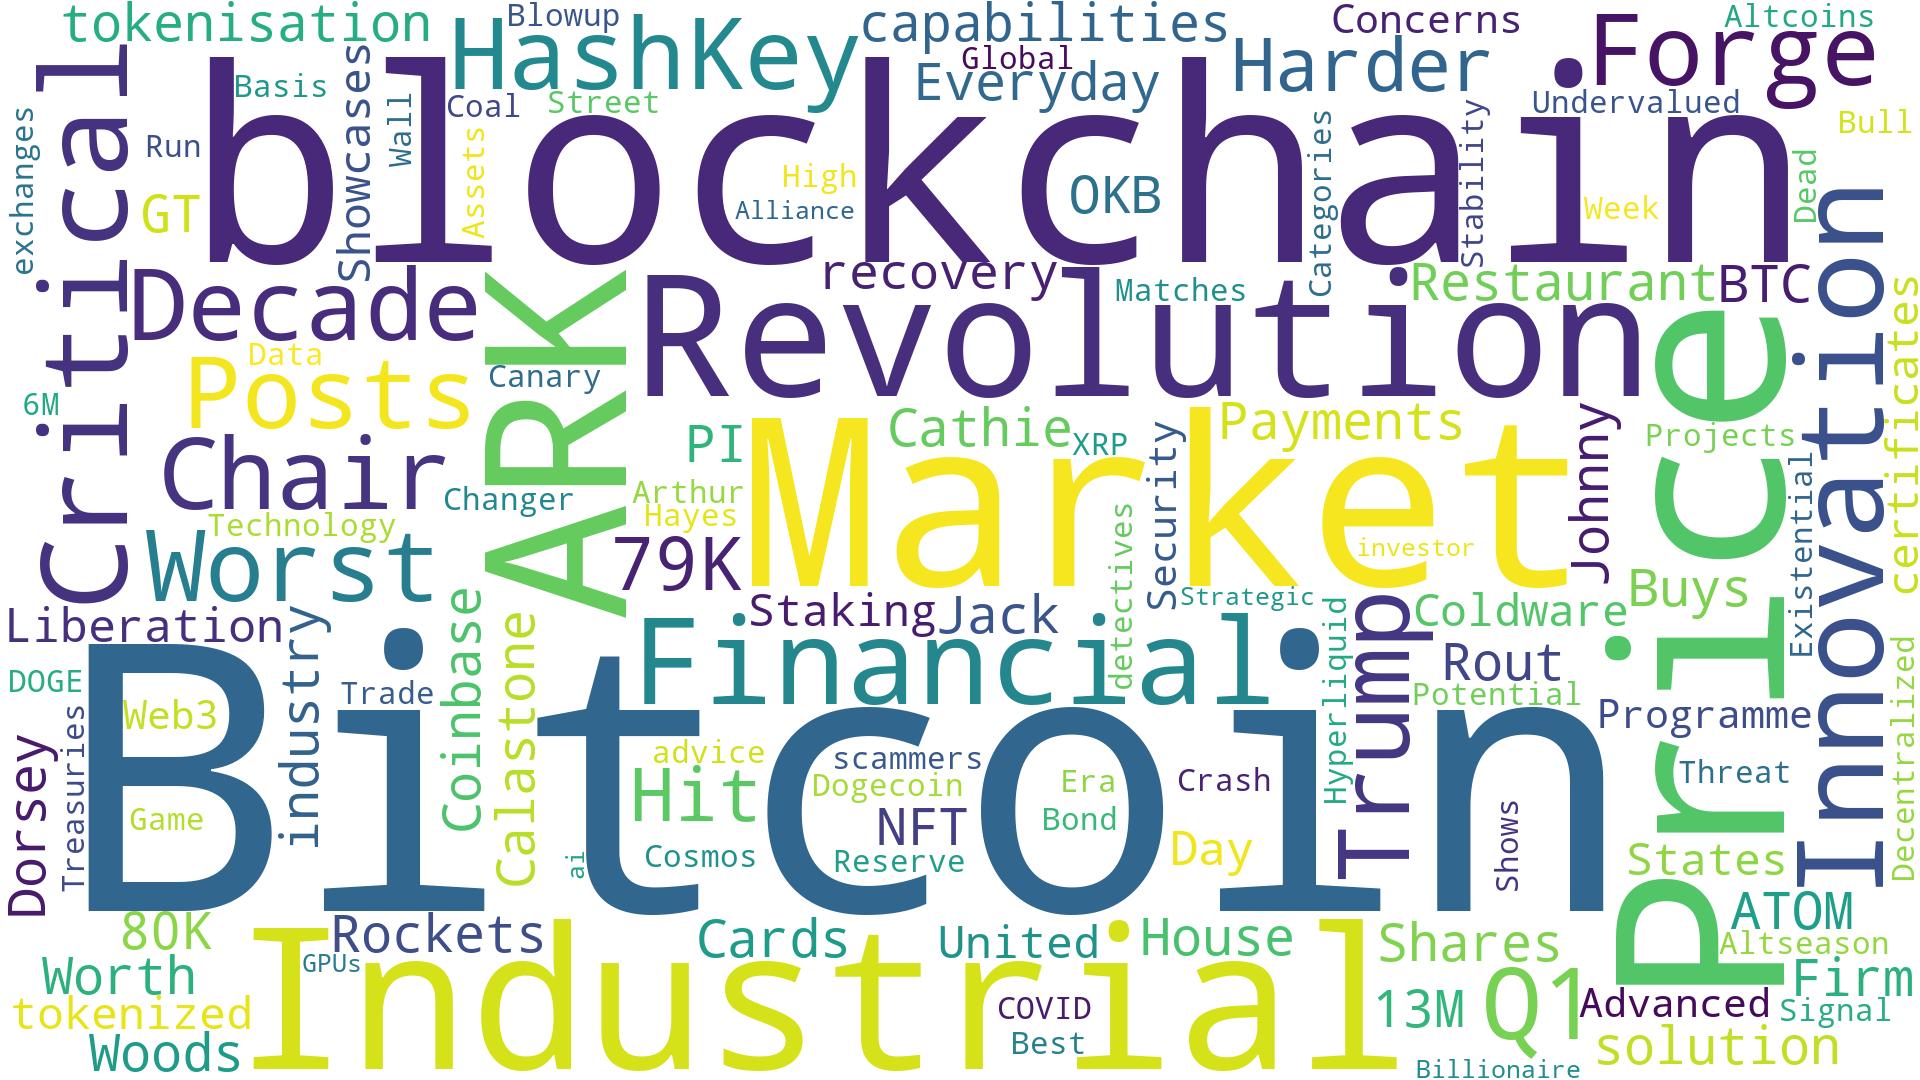 tokenisation
HashKey
Blowup
capabilities
Global
Everyday
Harder
Concerns
Forge
Altcoins
Critical
Basis
Showcases
Wall
Coal
Street
Undervalued
Bull
exchanges
Run
blockchain
Assets
High
Alliance
OKB
Categories
Stability
Week
Dead
GT
Decade
ARK
Revolution
recovery
Matches
Restaurant
BTC
Innovation
certificates
Data
Posts
Canary
6M
Chair
Changer
PI
Cathie
XRP
Payments
Johnny
Projects
Price
Arthur
Hayes
Market
Security
detectives
investor
Existential
Technology
Worst
79K
Liberation
industry
Coinbase
Calastone
Staking
Jack
Strategic
Coldware
Buys
Financial
Hyperliquid
Trump
Rout
Potential
DOGE
Trade
Web3
Treasuries
Dorsey
Bitcoin
Programme
Decentralized
advice
scammers
Dogecoin
Era
Crash
Threat
Game
Hit
NFT
Bond
Day
Shows
Cosmos
Reserve
ai
States
80K
Rockets
Cards
United
House
Shares
ATOM
Altseason
GPUs
Worth
Industrial
Firm
tokenized
COVID
13M
Q1
Advanced
Signal
Woods
Best
solution
Billionaire